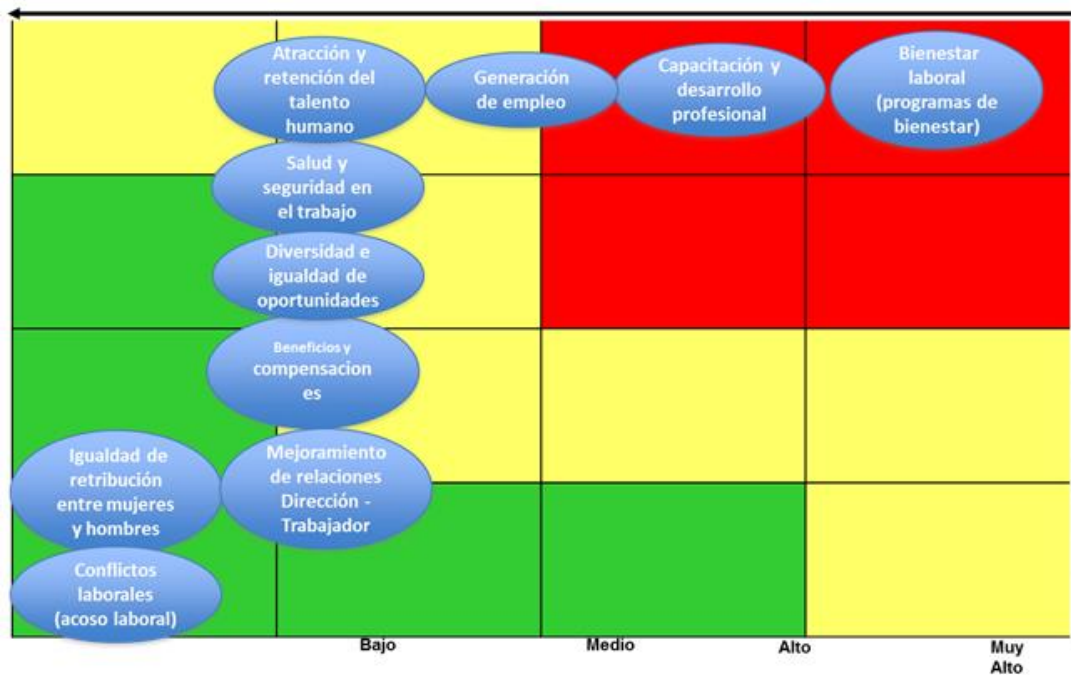 Atracción y
retención del
talento
humano
Generación
de empleo
Capacitación y
desarrollo
profesional
Bienestar
laboral
(programas de
bienestar)
Salud y
seguridad en
el trabajo
Diversidad e
igualdad de
oportunidades
Beneficios y
compensacion
es
Igualdad de
retribución
entre mujeres
y hombres
Mejoramiento
de relaciones
Dirección -
Trabajador
Conflictos
laborales
(acoso laboral)
Bajo
Medio
Alto
Muy
Alto